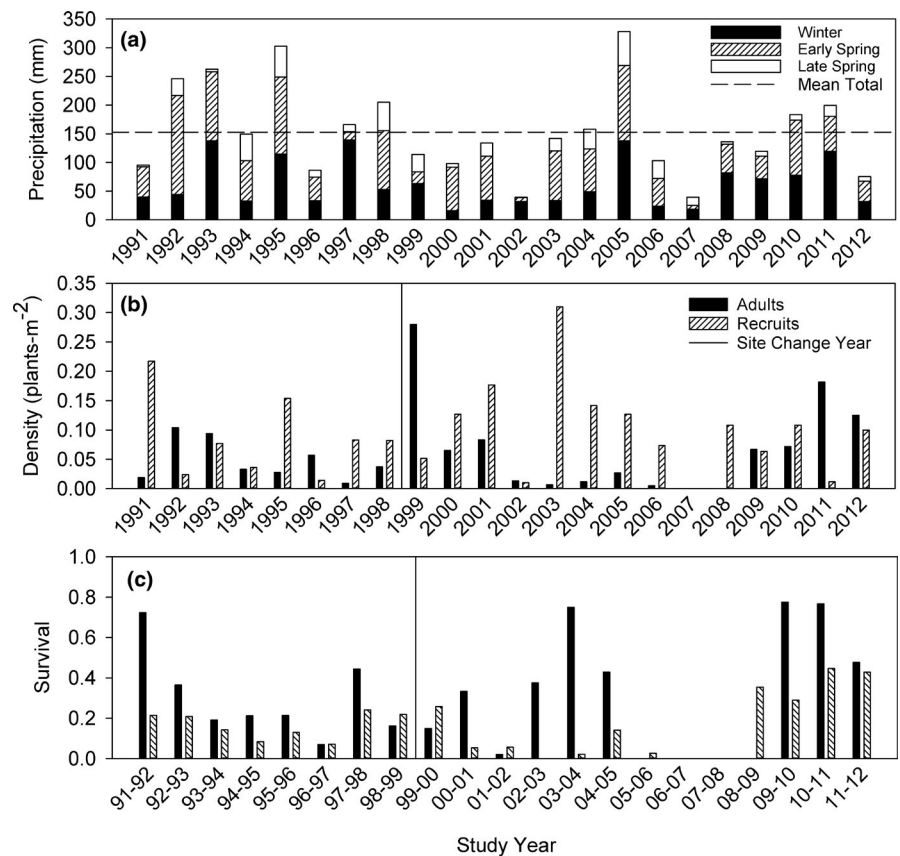 (a)
Precipitation (mm)
350
300
250
200
150
100
50
0
Winter
Early Spring
Late Spring
Mean Total
1991 1992 1993 1994 1995 1996 1997 1998 1999 2000 2001 2002 2003 2004 2005 2006 2007 2008 2009 2010 2011 2012
(b)
Density (plants-m-2)
0.35
0.30
0.25
0.20
0.15
0.10
0.05
0.00
Adults
Recruits
Site Change Year
1991 1992 1993 1994 1995 1996 1997 1998 1999 2000 2001 2002 2003 2004 2005 2006 2007 2008 2009 2010 2011 2012
(c)
Survival
1.0
0.8
0.6
0.4
0.2
0.0
91-92 92-93 93-94 94-95 95-96 96-97 97-98 98-99 99-00 00-01 01-02 02-03 03-04 04-05 05-06 06-07 07-08 08-09 09-10 10-11 11-12
Study Year